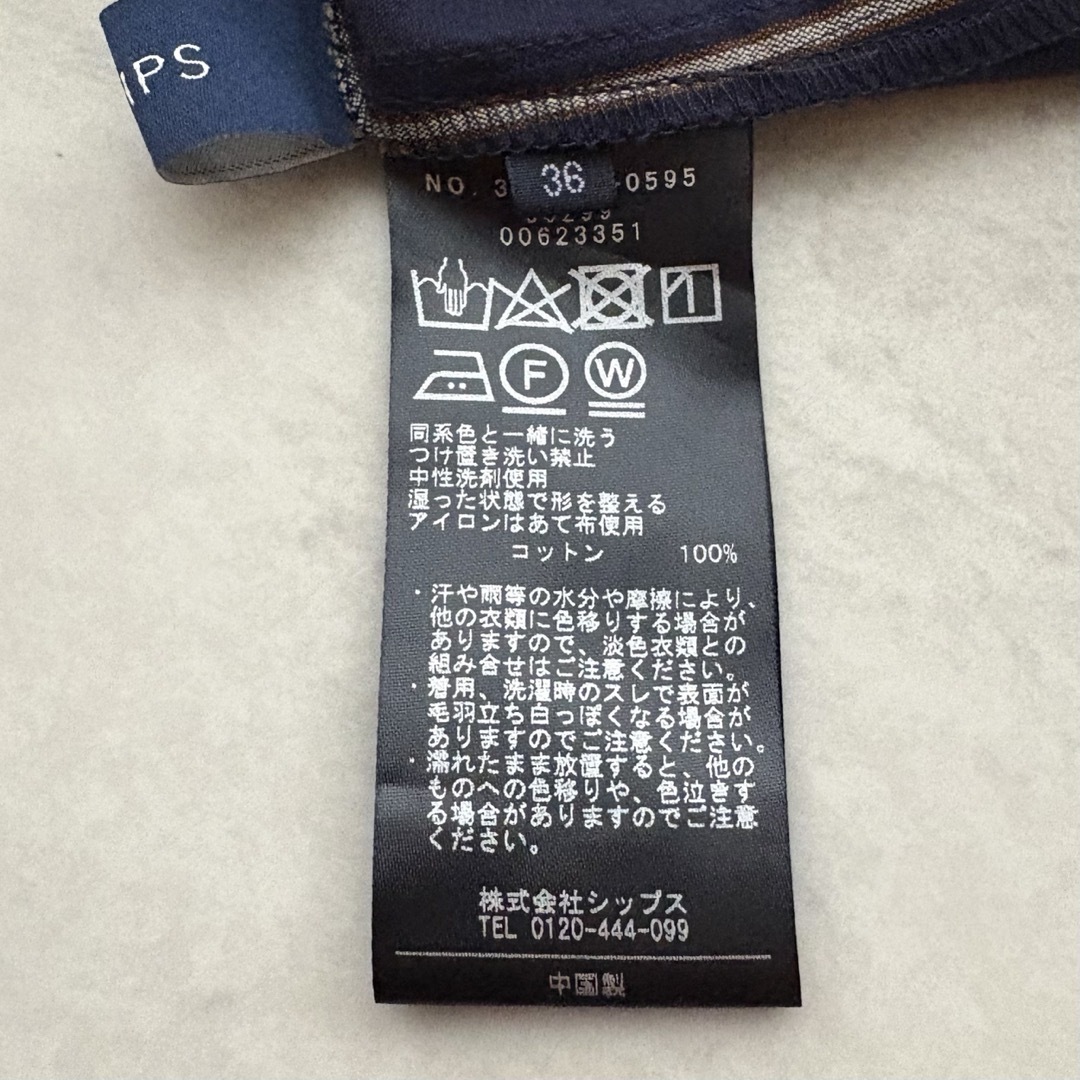 PS
36
NO. 3 0595
00623351
F W
同系色と一緒に洗う
つけ置き洗い禁止
中性洗剤使用
湿った状態で形を整える
アイロンはあて布使用
コットン 100%
・汗や雨等の水分や摩擦により、
他の衣類に色移りする場合が
ありますので、淡色衣類との
組み合せはご注意ください。
・着用、洗濯時のスレで表面が
毛羽立ち白っぽくなる場合が
ありますのでご注意ください。
・濡れたまま放置すると、他の
ものへの色移りや、色泣きす
る場合がありますのでご注意
ください。
株式会社シップス
TEL 0120-444-099
中国製